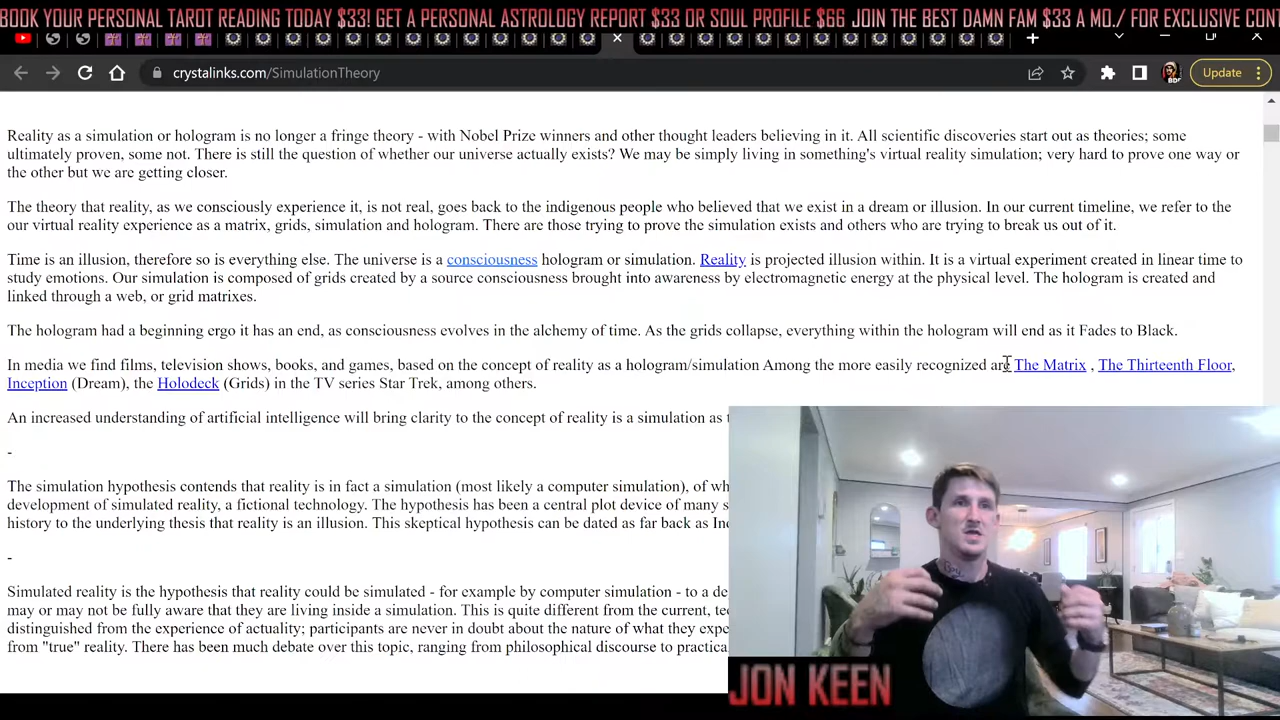 BOOK YOUR PERSONAL TAROT READING TODAY $33! GET A PERSONAL ASTROLOGY REPORT $33 OR SOUL PROFILE $66 JOIN THE BEST DAMN FAM $33 A MO./ FOR EXCLUSIVE CON
crystalinks.com/SimulationTheory
Update
Reality as a simulation or hologram is no longer a fringe theory - with Nobel Prize winners and other thought leaders believing in it. All scientific discoveries start out as theories; some
ultimately proven, some not. There is still the question of whether our universe actually exists? We may be simply living in something's virtual reality simulation; very hard to prove one way or
the other but we are getting closer.
The theory that reality, as we consciously experience it, is not real, goes back to the indigenous people who believed that we exist in a dream or illusion. In our current timeline, we refer to the
our virtual reality experience as a matrix, grids, simulation and hologram. There are those trying to prove the simulation exists and others who are trying to break us out of it.
Time is an illusion, therefore so is everything else. The universe is a consciousness hologram or simulation. Reality is projected illusion within. It is a virtual experiment created in linear time to
study emotions. Our simulation is composed of grids created by a source consciousness brought into awareness by electromagnetic energy at the physical level. The hologram is created and
linked through a web, or grid matrixes.
The hologram had a beginning ergo it has an end, as consciousness evolves in the alchemy of time. As the grids collapse, everything within the hologram will end as it Fades to Black.
In media we find films, television shows, books, and games, based on the concept of reality as a hologram/simulation Among the more easily recognized are The Matrix , The Thirteenth Floor,
Inception (Dream), the Holodeck (Grids) in the TV series Star Trek, among others.
An increased understanding of artificial intelligence will bring clarity to the concept of reality is a simulation as
-
The simulation hypothesis contends that reality is in fact a simulation (most likely a computer simulation), of
development of simulated reality, a fictional technology. The hypothesis has been a central plot device of many
history to the underlying thesis that reality is an illusion. This skeptical hypothesis can be dated as far back as
-
Simulated reality is the hypothesis that reality could be simulated - for example by computer simulation - to a
may or may not be fully aware that they are living inside a simulation. This is quite different from the current,
distinguished from the experience of actuality; participants are never in doubt about the nature of what they
from "true" reality. There has been much debate over this topic, ranging from philosophical discourse to
JON KEEN